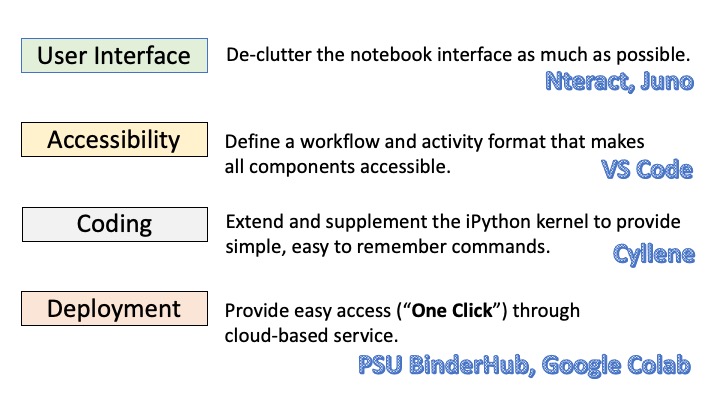 User Interface
De-clutter the notebook interface as much as possible.
Nteract, Juno
Accessibility
Define a workflow and activity format that makes
all components accessible.
VS Code
Coding
Extend and supplement the iPython kernel to provide
simple, easy to remember commands.
Cyllene
Deployment
Provide easy access (“One Click”) through
cloud-based service.
PSU BinderHub, Google Colab